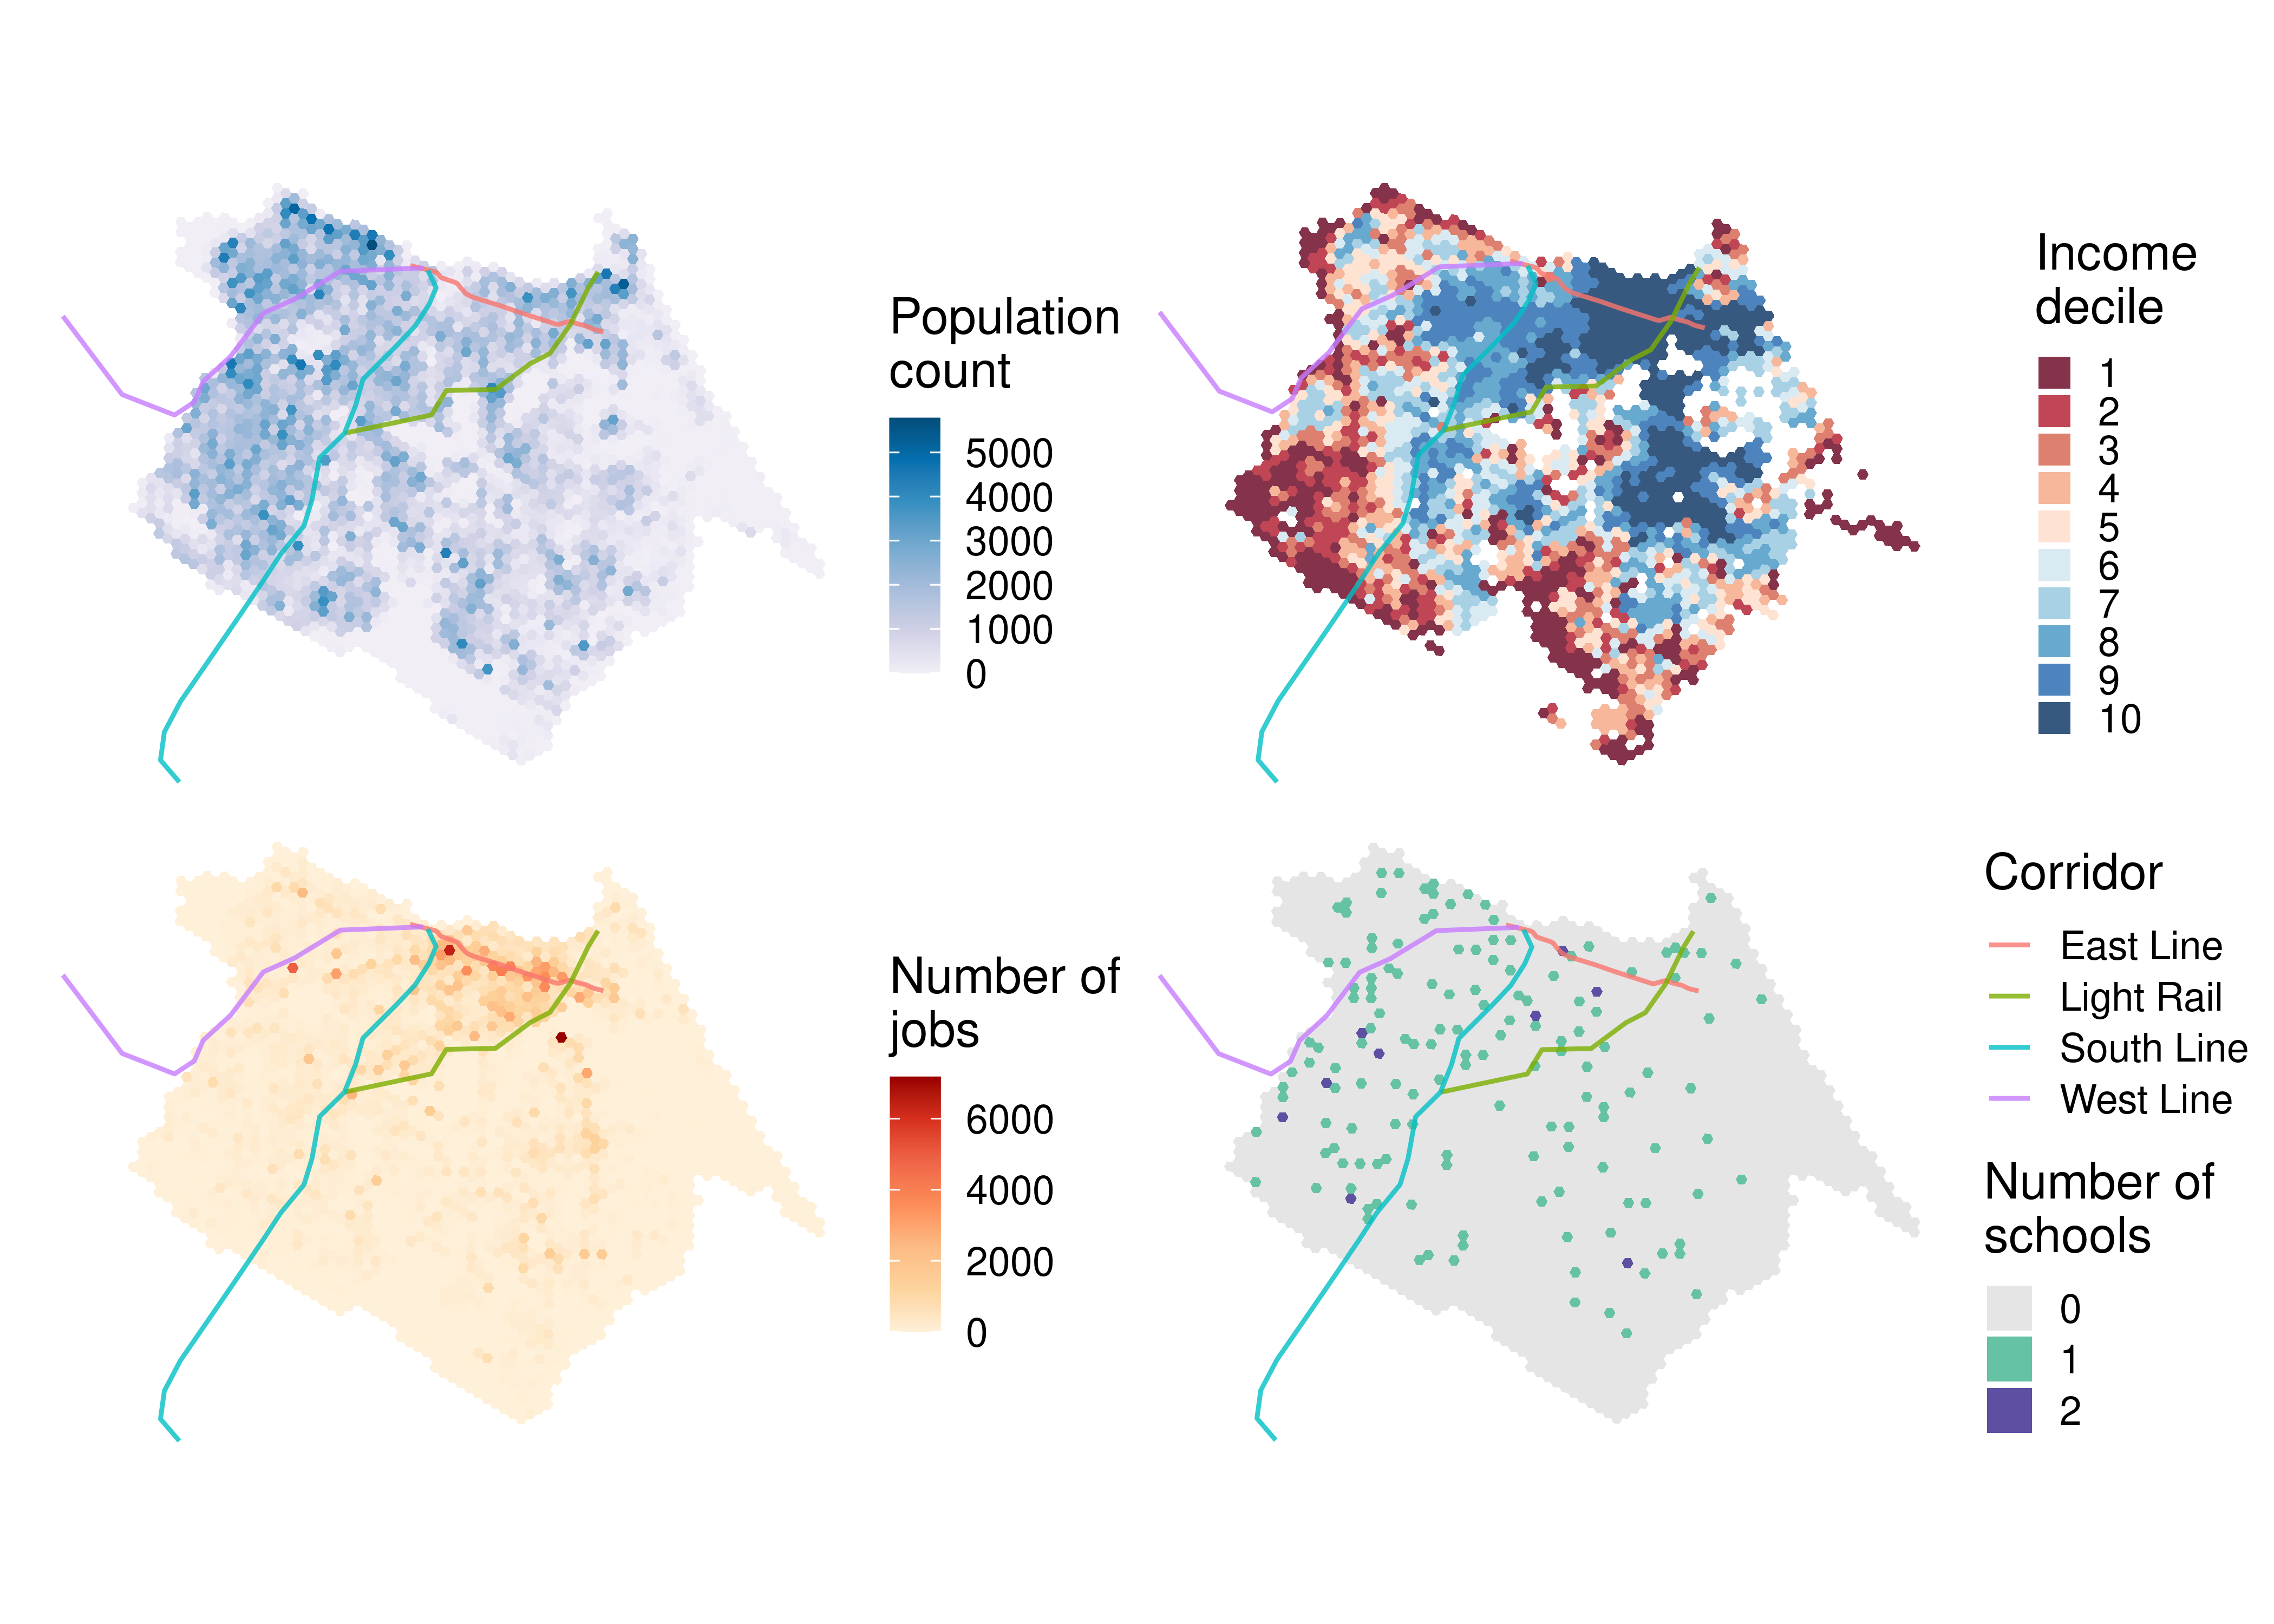 Population
count
5000
4000
3000
2000
1000
0
Income
decile
1
2
3
4
5
6
7
8
9
10
Number of
jobs
6000
4000
2000
0
Corridor
East Line
Light Rail
South Line
West Line
Number of
schools
0
1
2